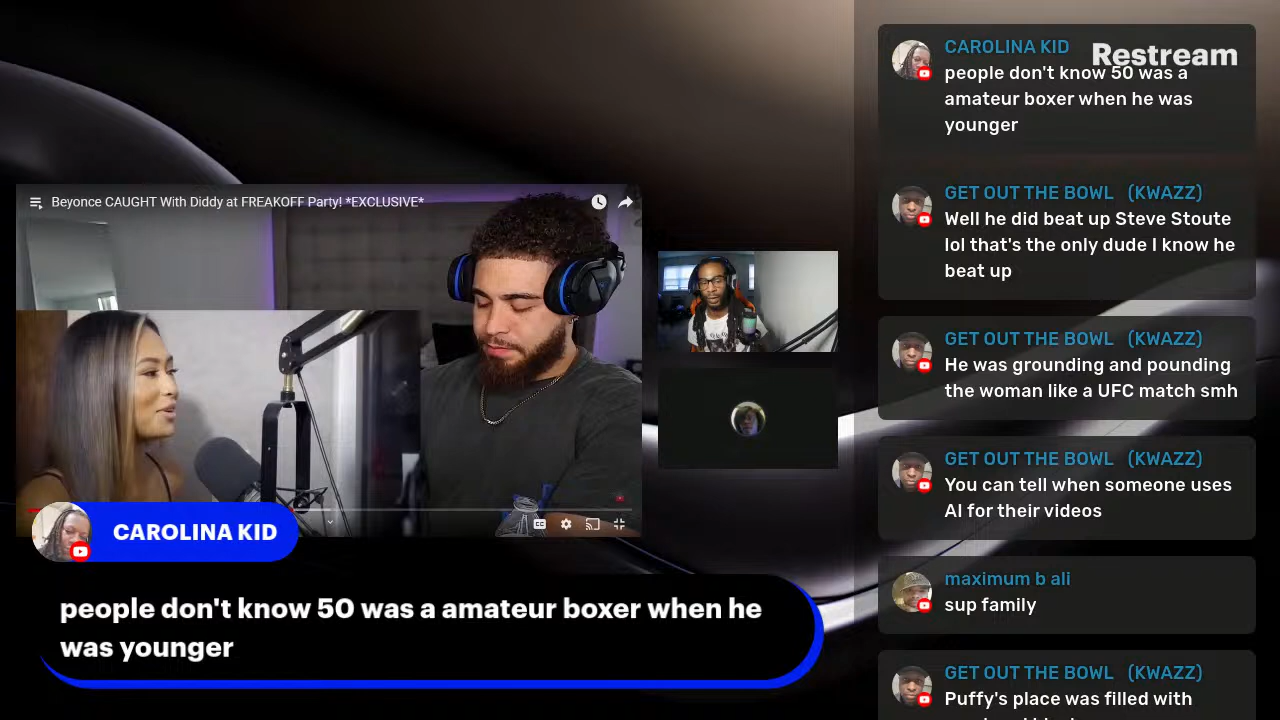 Beyonce CAUGHT With Diddy at FREAKOFF Party! *EXCLUSIVE*
CAROLINA KID
people don't know 50 was a amateur boxer when he
was younger
Restream
CAROLINA KID
people don't know 50 was a
amateur boxer when he was
younger
GET OUT THE BOWL (KWAZZ)
Well he did beat up Steve Stoute
lol that's the only dude I know he
beat up
GET OUT THE BOWL (KWAZZ)
He was grounding and pounding
the woman like a UFC match smh
GET OUT THE BOWL (KWAZZ)
You can tell when someone uses
AI for their videos
maximum b ali
sup family
GET OUT THE BOWL (KWAZZ)
Puffy's place was filled with